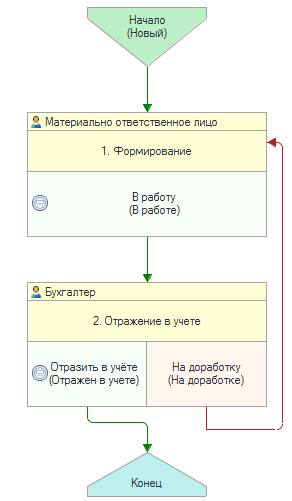 Начало
(Новый)
Материально ответственное лицо
1. Формирование
В работу
(В работе)
Бухгалтер
2. Отражение в учете
Отразить в учёте
(Отражен в учете)
На доработку
(На доработке)
Конец